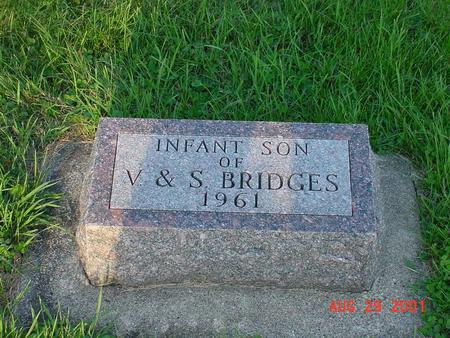 INFANT SON
OF
V. & S. BRIDGES
1961
AUG 29 2001